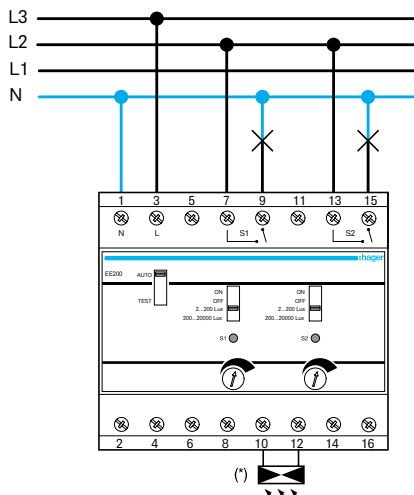 L3
L2
L1
N
1 3 5 7 9 11 13 15
N L S1 S2
:hager
EE200 AUTO
TEST
ON ON
OFF OFF
2...200 Lux 2...200 Lux
200...20000 Lux 200...20000 Lux
S1 S2
2 4 6 8 10 12 14 16
(*)